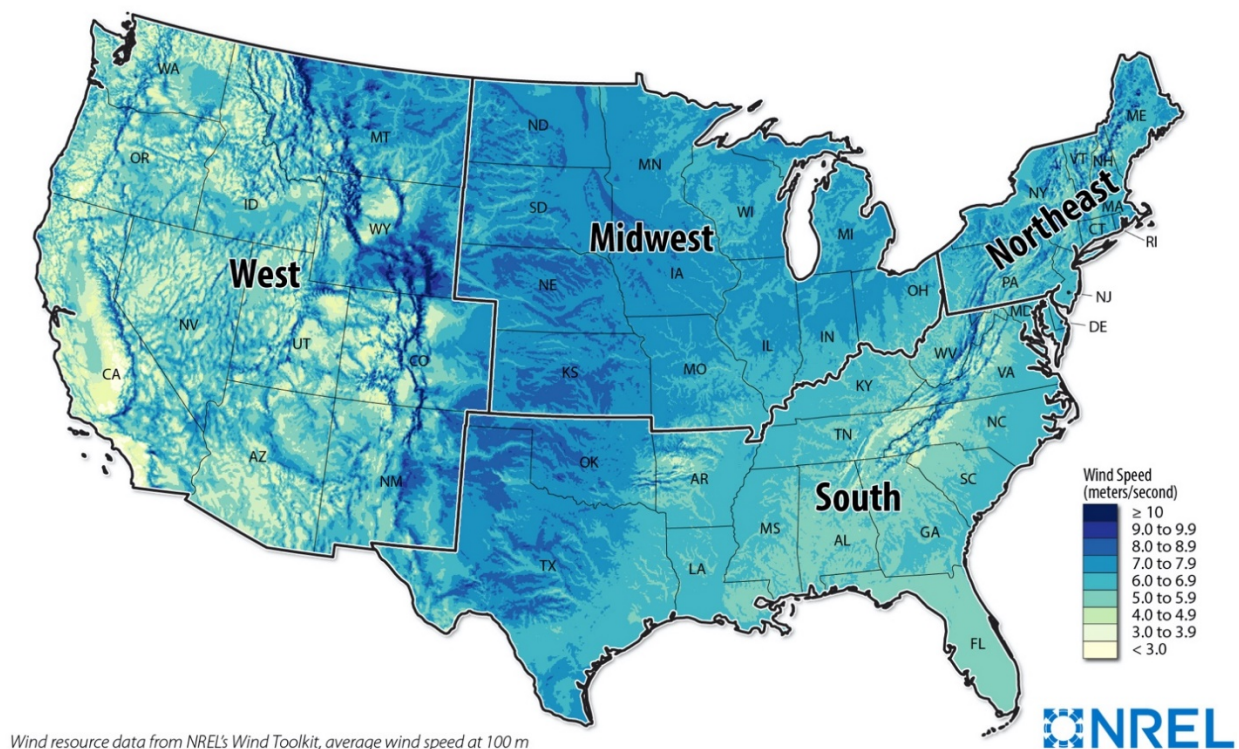 WA
MT
ND
MN
ME
OR
ID
SD
WI
VT
NH
NY
MA
WY
Midwest
MI
Northeast
CT
RI
West
NE
IA
PA
NV
OH
NJ
UT
IL
IN
MD
DE
CA
CO
KS
MO
WV
VA
KY
AZ
NM
OK
AR
TN
NC
South
SC
MS
AL
GA
TX
LA
FL
Wind Speed
(meters/second)
≥ 10
9.0 to 9.9
8.0 to 8.9
7.0 to 7.9
6.0 to 6.9
5.0 to 5.9
4.0 to 4.9
3.0 to 3.9
< 3.0
Wind resource data from NREL's Wind Toolkit, average wind speed at 100 m
NREL